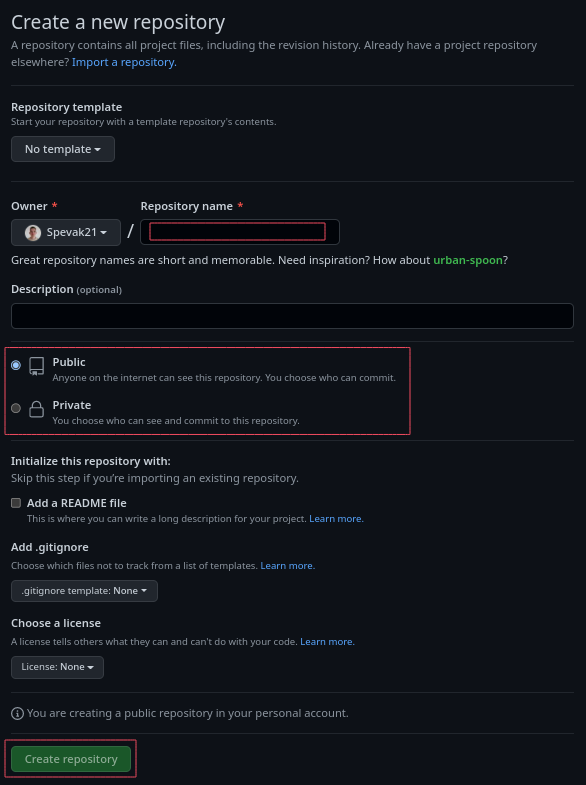 Create a new repository
A repository contains all project files, including the revision history. Already have a project repository
elsewhere? Import a repository.
Repository template
Start your repository with a template repository's contents.
No template
Owner * Repository name *
Spevak21 /
Great repository names are short and memorable. Need inspiration? How about urban-spoon?
Description (optional)
Public
Anyone on the internet can see this repository. You choose who can commit.
Private
You choose who can see and commit to this repository.
Initialize this repository with:
Skip this step if you're importing an existing repository.
Add a README file
This is where you can write a long description for your project. Learn more.
Add .gitignore
Choose which files not to track from a list of templates. Learn more.
.gitignore template: None
Choose a license
A license tells others what they can and can't do with your code. Learn more.
License: None
You are creating a public repository in your personal account.
Create repository